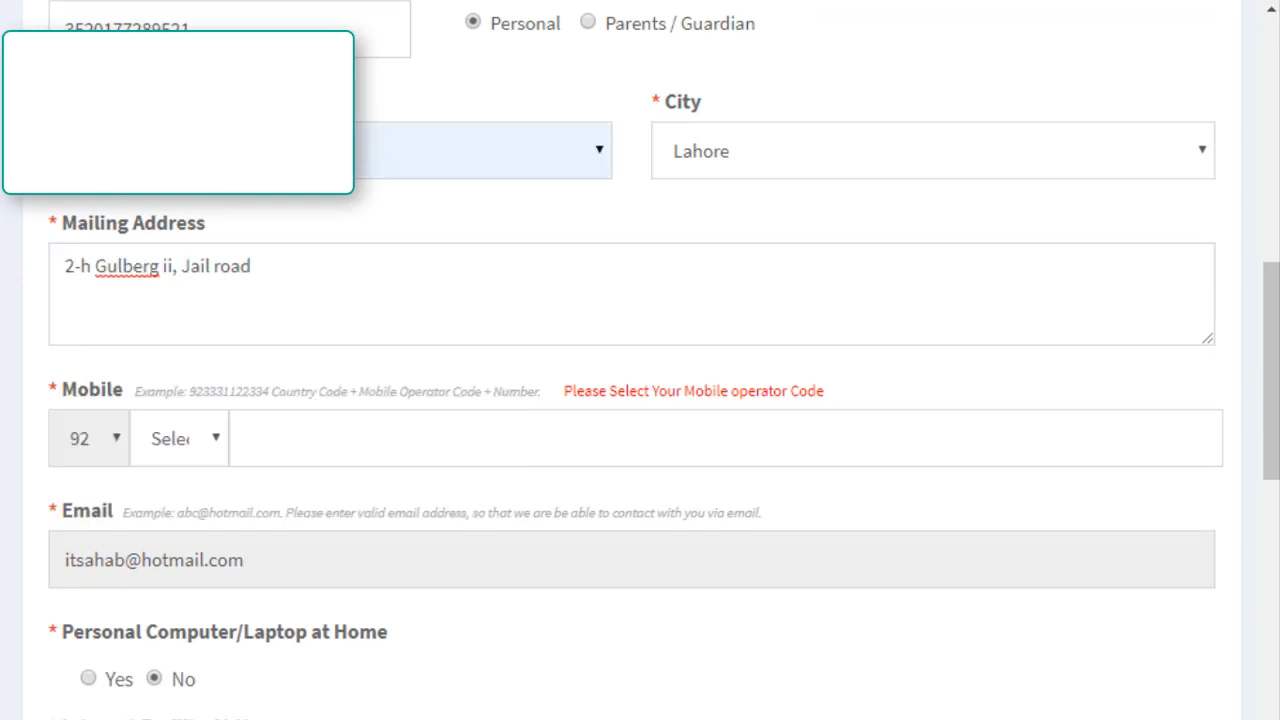 Personal Parents / Guardian
* City
Lahore
* Mailing Address
2-h Gulberg ii, Jail road
* Mobile Example: 923331122334 Country Code + Mobile Operator Code + Number. Please Select Your Mobile operator Code
92 Selec
* Email Example: abc@hotmail.com. Please enter valid email address, so that we are be able to contact with you via email.
itsahab@hotmail.com
* Personal Computer/Laptop at Home
Yes No